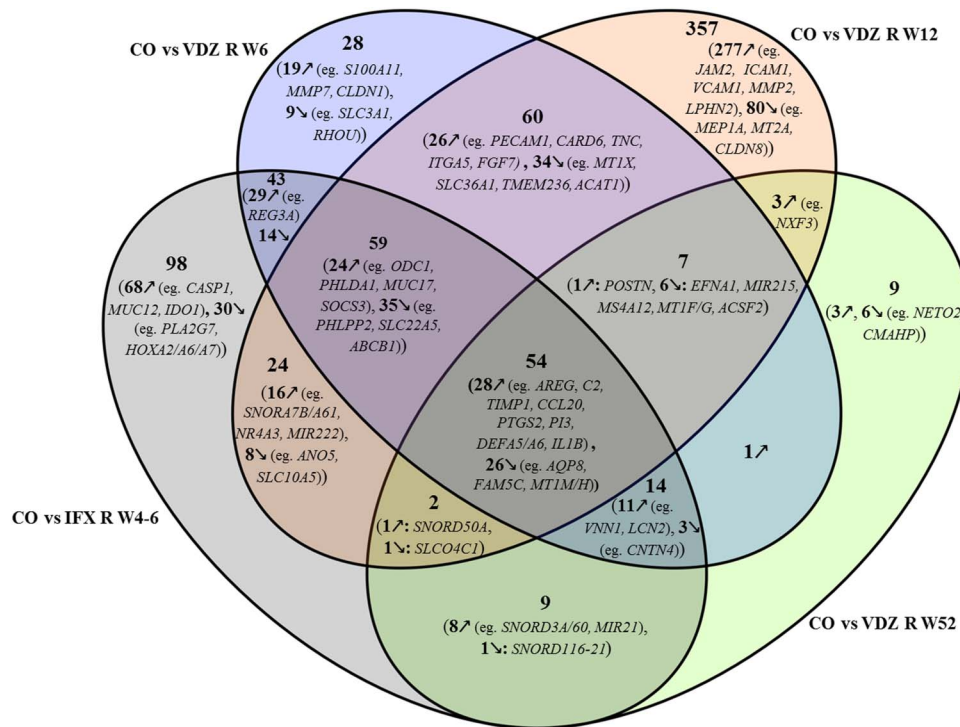 CO vs VDZ R W6
28
(19↗ (eg. S100A11,
MMP7, CLDN1),
9↘ (eg. SLC3A1,
RHOU))
357
(277↗ (eg.
JAM2, ICAM1,
VCAM1, MMP2,
LPHN2), 80↘ (eg.
MEP1A, MT2A,
CLDN8))
CO vs VDZ R W12
60
(26↗ (eg. PECAM1, CARD6, TNC,
ITGA5, FGF7) , 34↘ (eg. MT1X,
SLC36A1, TMEM236, ACAT1))
43
(29↗ (eg.
REG3A)
14↘
3↗ (eg.
NXF3)
98
(68↗ (eg. CASP1,
MUC12, IDO1), 30↘
(eg. PLA2G7,
HOXA2/A6/A7))
59
(24↗ (eg. ODC1,
PHLDA1, MUC17,
SOCS3), 35↘ (eg.
PHLPP2, SLC22A5,
ABCB1))
7
(1↗: POSTN, 6↘: EFNA1, MIR215,
MS4A12, MT1F/G, ACSF2)
9
(3↗, 6↘ (eg. NETO2
CMAHP))
24
(16↗ (eg.
SNORA7B/A61,
NR4A3, MIR222),
8↘ (eg. ANO5,
SLC10A5))
54
(28↗ (eg. AREG, C2,
TIMP1, CCL20,
PTGS2, PI3,
DEFA5/A6, IL1B) ,
26↘ (eg. AQP8,
FAM5C, MT1M/H))
1↗
CO vs IFX R W4-6
2
(1↗: SNORD50A,
1↘: SLCO4C1)
14
(11↗ (eg.
VNN1, LCN2), 3↘
(eg. CNTN4))
9
(8↗ (eg. SNORD3A/60, MIR21),
1↘: SNORD116-21)
CO vs VDZ R W52